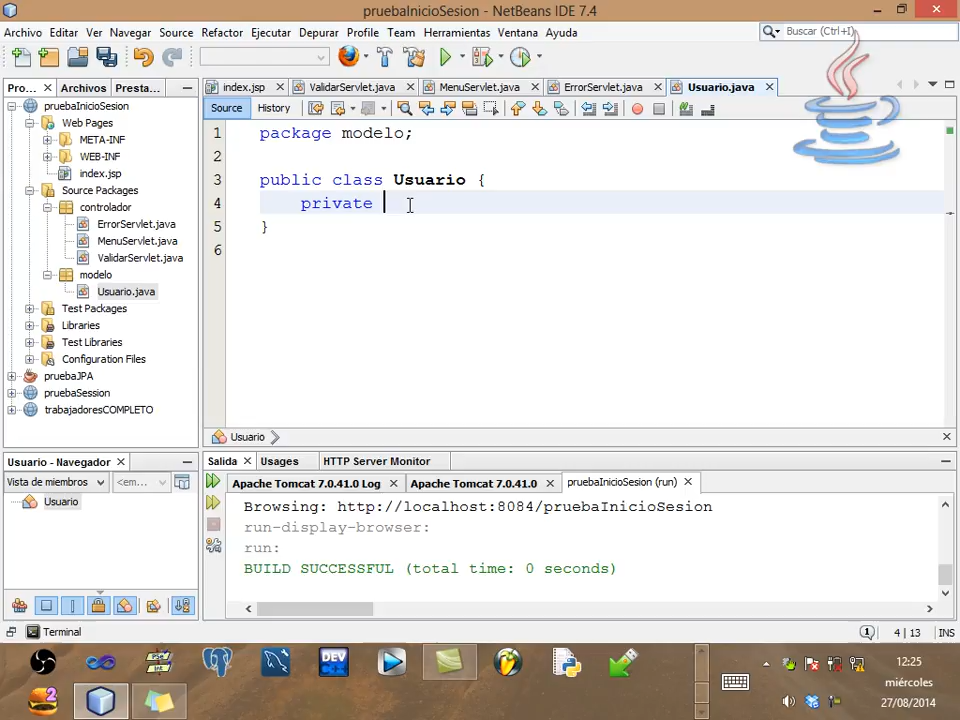 pruebaInicioSesion - NetBeans IDE 7.4
Archivo Editar Ver Navegar Source Refactor Ejecutar Depurar Profile Team Herramientas Ventana Ayuda
Buscar (Ctrl+I)
Pro... Archivos Presta...
index.jsp ValidarServlet.java MenuServlet.java ErrorServlet.java Usuario.java
Source History
pruebaInicioSesion
Web Pages
META-INF
WEB-INF
index.jsp
Source Packages
controlador
ErrorServlet.java
MenuServlet.java
ValidarServlet.java
modelo
Usuario.java
Test Packages
Libraries
Test Libraries
Configuration Files
pruebaJPA
pruebaSession
trabajadoresCOMPLETO
1 package modelo;
2
3 public class Usuario {
4 private
5 }
6
Usuario
Usuario - Navegador
Vista de miembros <em...
Usuario
Salida Usages HTTP Server Monitor
Apache Tomcat 7.0.41.0 Log Apache Tomcat 7.0.41.0 pruebaInicioSesion (run)
Browsing: http://localhost:8084/pruebaInicioSesion
run-display-browser:
run:
BUILD SUCCESSFUL (total time: 0 seconds)
Terminal
1 4|13 INS
DEV
12:25
miércoles
27/08/2014
2